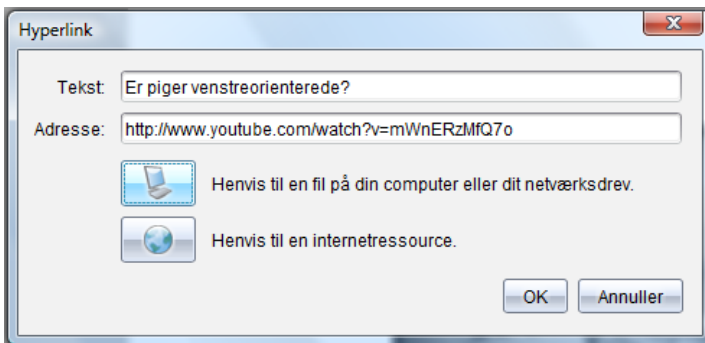 Hyperlink
Tekst: Er piger venstreorienterede?
Adresse: http://www.youtube.com/watch?v=mWnERzMfQ7o
Henvis til en fil på din computer eller dit netværksdrev.
Henvis til en internetressource.
OK Annuller